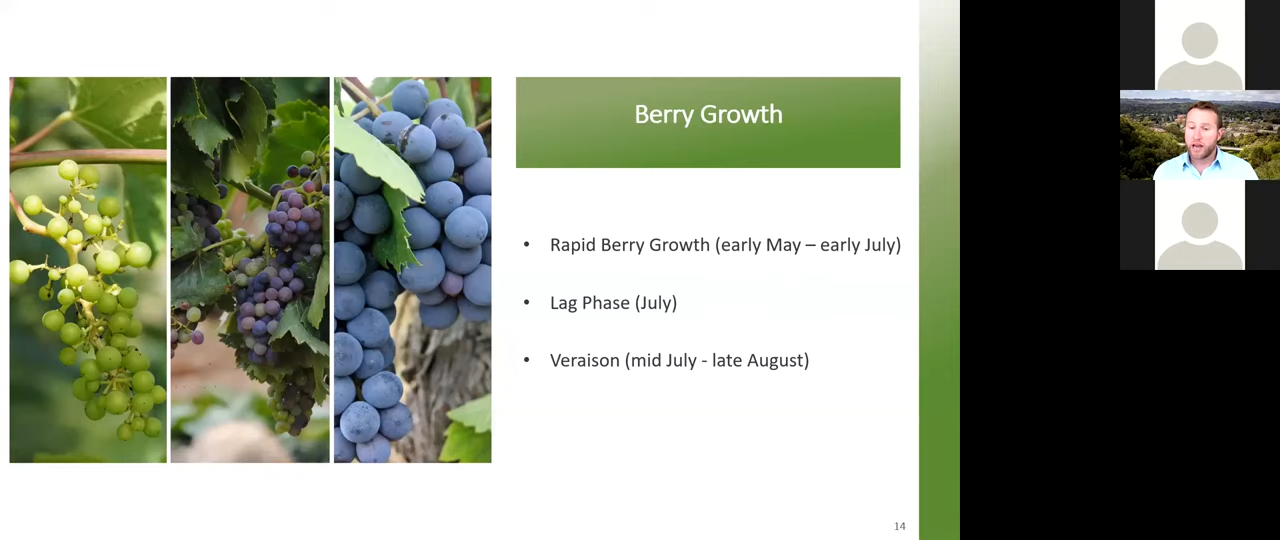 Berry Growth
• Rapid Berry Growth (early May – early July)
• Lag Phase (July)
• Veraison (mid July - late August)
14